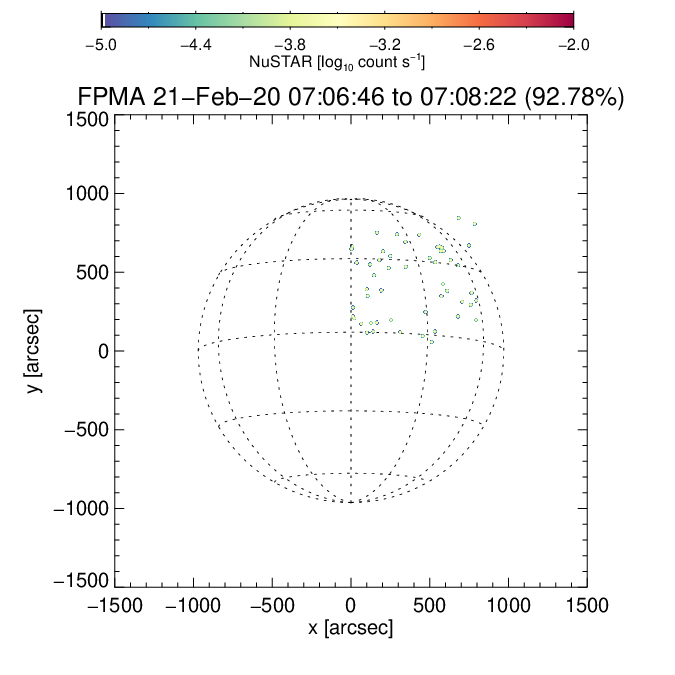 −5.0 −4.4 −3.8 −3.2 −2.6 −2.0
NuSTAR [log10 count s−1]
FPMA 21−Feb−20 07:06:46 to 07:08:22 (92.78%)
1500
1000
500
0
−500
−1000
−1500
y [arcsec]
−1500 −1000 −500 0 500 1000 1500
x [arcsec]